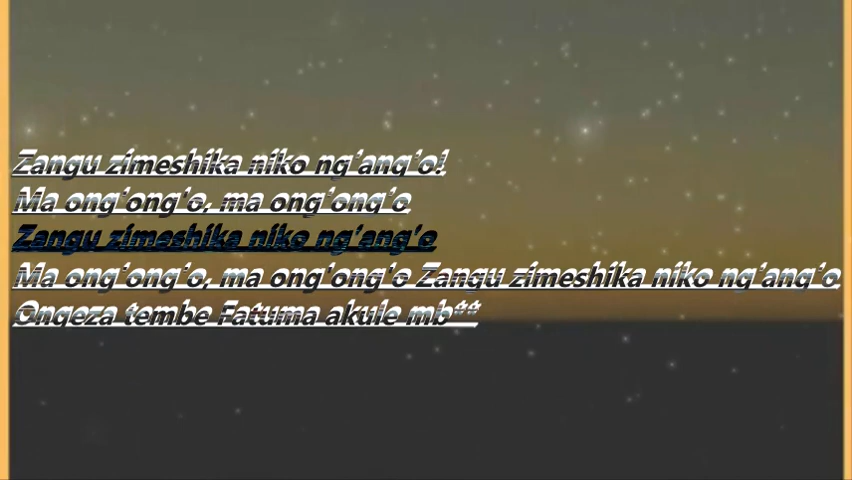 Zangu zimeshika niko ng'ang'o!
Ma ong'ong'o, ma ong'ong'o
Zangu zimeshika niko ng'ang'o
Ma ong'ong'o, ma ong'ong'o Zangu zimeshika niko ng'ang'o
Ongeza tembe Fatuma akule mb**